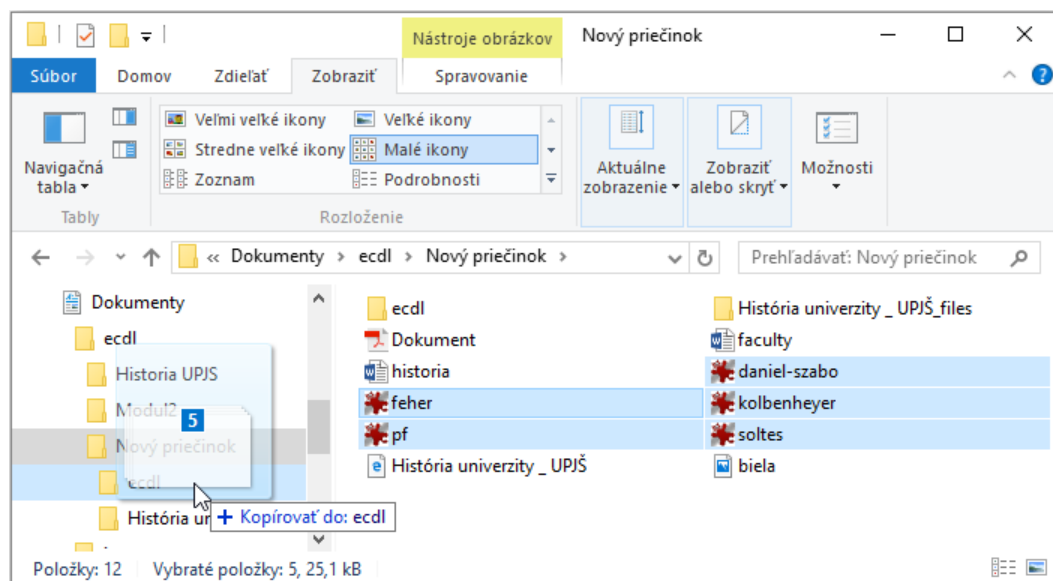 Nástroje obrázkov Nový priečinok
Súbor Domov Zdieľať Zobraziť Spravovanie
Navigačná
tabla
Veľmi veľké ikony Veľké ikony
Stredne veľké ikony Malé ikony
Zoznam Podrobnosti
Aktuálne
zobrazenie
Zobraziť
alebo skryť
Možnosti
Tably Rozloženie
« Dokumenty > ecdl > Nový priečinok > Prehľadávať: Nový priečinok
Dokumenty
ecdl
Historia UPJS
Modul2
Nový priečinok
ecdl
História un
5
+ Kopírovať do: ecdl
ecdl História univerzity _ UPJŠ_files
Dokument faculty
historia daniel-szabo
feher kolbenheyer
pf soltes
História univerzity _ UPJŠ biela
Položky: 12 Vybraté položky: 5, 25,1 kB